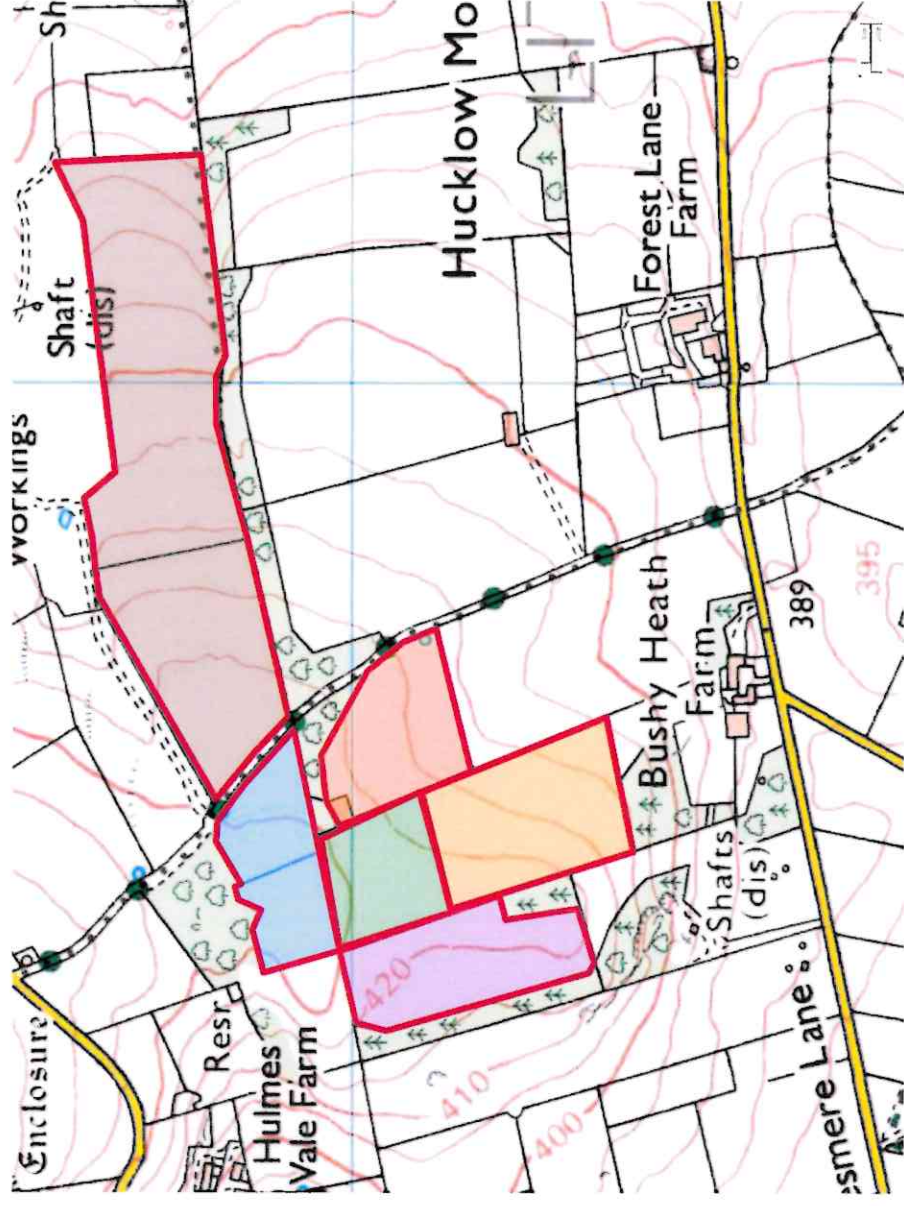 Sh
Shaft
(dis)
Workings
Hucklow Mo
Forest Lane
Farm
Bushy Heath
Farm
389
395
Shafts
(dis)
420
410
400
Enclosure
Resr
Hulmes
Vale Farm
esmere Lane